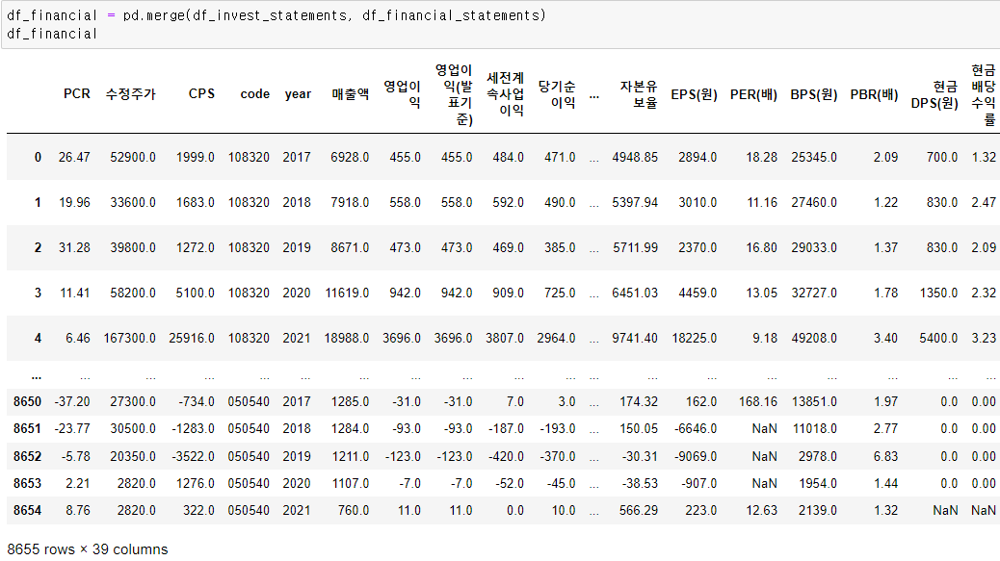 df_financial = pd.merge(df_invest_statements, df_financial_statements)
df_financial
PCR 수정주가 CPS code year 매출액 영업이익 영업이익(발표기준) 세전계속사업이익 당기순이익 ... 자본유보율 EPS(원) PER(배) BPS(원) PBR(배) 현금DPS(원) 현금배당수익률
0 26.47 52900.0 1999.0 108320 2017 6928.0 455.0 455.0 484.0 471.0 ... 4948.85 2894.0 18.28 25345.0 2.09 700.0 1.32
1 19.96 33600.0 1683.0 108320 2018 7918.0 558.0 558.0 592.0 490.0 ... 5397.94 3010.0 11.16 27460.0 1.22 830.0 2.47
2 31.28 39800.0 1272.0 108320 2019 8671.0 473.0 473.0 469.0 385.0 ... 5711.99 2370.0 16.80 29033.0 1.37 830.0 2.09
3 11.41 58200.0 5100.0 108320 2020 11619.0 942.0 942.0 909.0 725.0 ... 6451.03 4459.0 13.05 32727.0 1.78 1350.0 2.32
4 6.46 167300.0 25916.0 108320 2021 18988.0 3696.0 3696.0 3807.0 2964.0 ... 9741.40 18225.0 9.18 49208.0 3.40 5400.0 3.23
... ... ... ... ... ... ... ... ... ... ... ... ... ... ... ... ... ... ...
8650 -37.20 27300.0 -734.0 050540 2017 1285.0 -31.0 -31.0 7.0 3.0 ... 174.32 162.0 168.16 13851.0 1.97 0.0 0.00
8651 -23.77 30500.0 -1283.0 050540 2018 1284.0 -93.0 -93.0 -187.0 -193.0 ... 150.05 -6646.0 NaN 11018.0 2.77 0.0 0.00
8652 -5.78 20350.0 -3522.0 050540 2019 1211.0 -123.0 -123.0 -420.0 -370.0 ... -30.31 -9069.0 NaN 2978.0 6.83 0.0 0.00
8653 2.21 2820.0 1276.0 050540 2020 1107.0 -7.0 -7.0 -52.0 -45.0 ... -38.53 -907.0 NaN 1954.0 1.44 0.0 0.00
8654 8.76 2820.0 322.0 050540 2021 760.0 11.0 11.0 0.0 10.0 ... 566.29 223.0 12.63 2139.0 1.32 NaN NaN
8655 rows × 39 columns